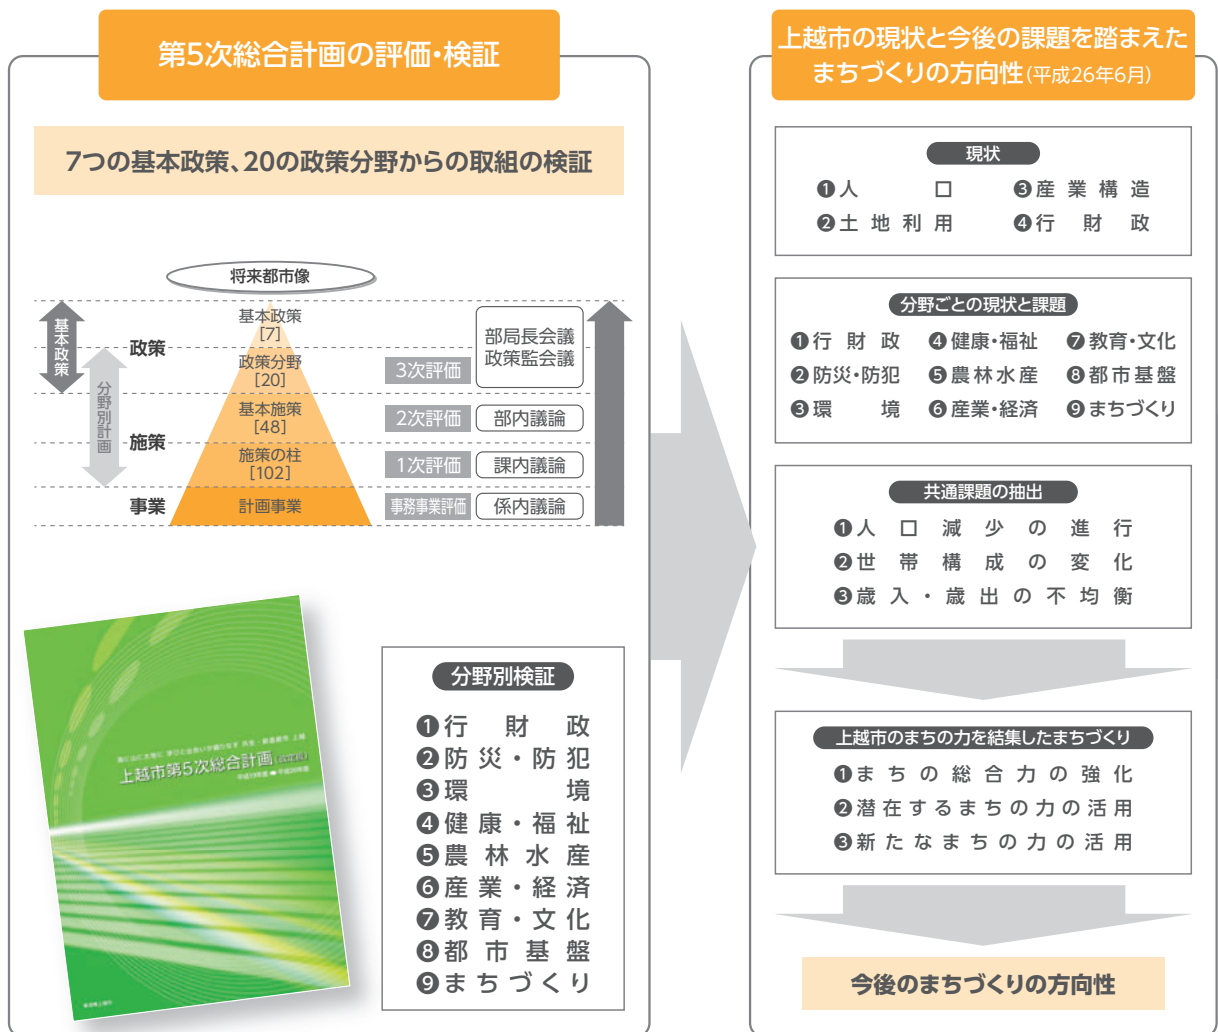 第5次総合計画の評価・検証
7つの基本政策、20の政策分野からの取組の検証
将来都市像
基本政策
分野別計画
政策
施策
事業
基本政策
[7]
政策分野
[20]
基本施策
[48]
施策の柱
[102]
計画事業
3次評価
2次評価
1次評価
事務事業評価
部局長会議
政策監会議
部内議論
課内議論
係内議論
上越市第5次総合計画
分野別検証
❶行財政
❷防災・防犯
❸環境
❹健康・福祉
❺農林水産
❻産業・経済
❼教育・文化
❽都市基盤
❾まちづくり
上越市の現状と今後の課題を踏まえた
まちづくりの方向性(平成26年6月)
現状
❶人口
❷土地利用
❸産業構造
❹行財政
分野ごとの現状と課題
❶行財政
❷防災・防犯
❸環境
❹健康・福祉
❺農林水産
❻産業・経済
❼教育・文化
❽都市基盤
❾まちづくり
共通課題の抽出
❶人口減少の進行
❷世帯構成の変化
❸歳入・歳出の不均衡
上越市のまちの力を結集したまちづくり
❶まちの総合力の強化
❷潜在するまちの力の活用
❸新たなまちの力の活用
今後のまちづくりの方向性